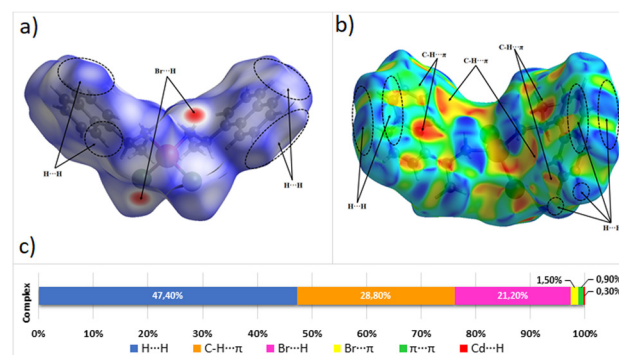 a)
Br···H
H···H
H···H
b)
C-H···π
C-H···π
C-H···π
H···H
H···H
c)
Complex
47,40%
28,80%
21,20%
1,50%
0,90%
0,30%
0%
10%
20%
30%
40%
50%
60%
70%
80%
90%
100%
H···H
C-H···π
Br···H
Br···π
π···π
Cd···H